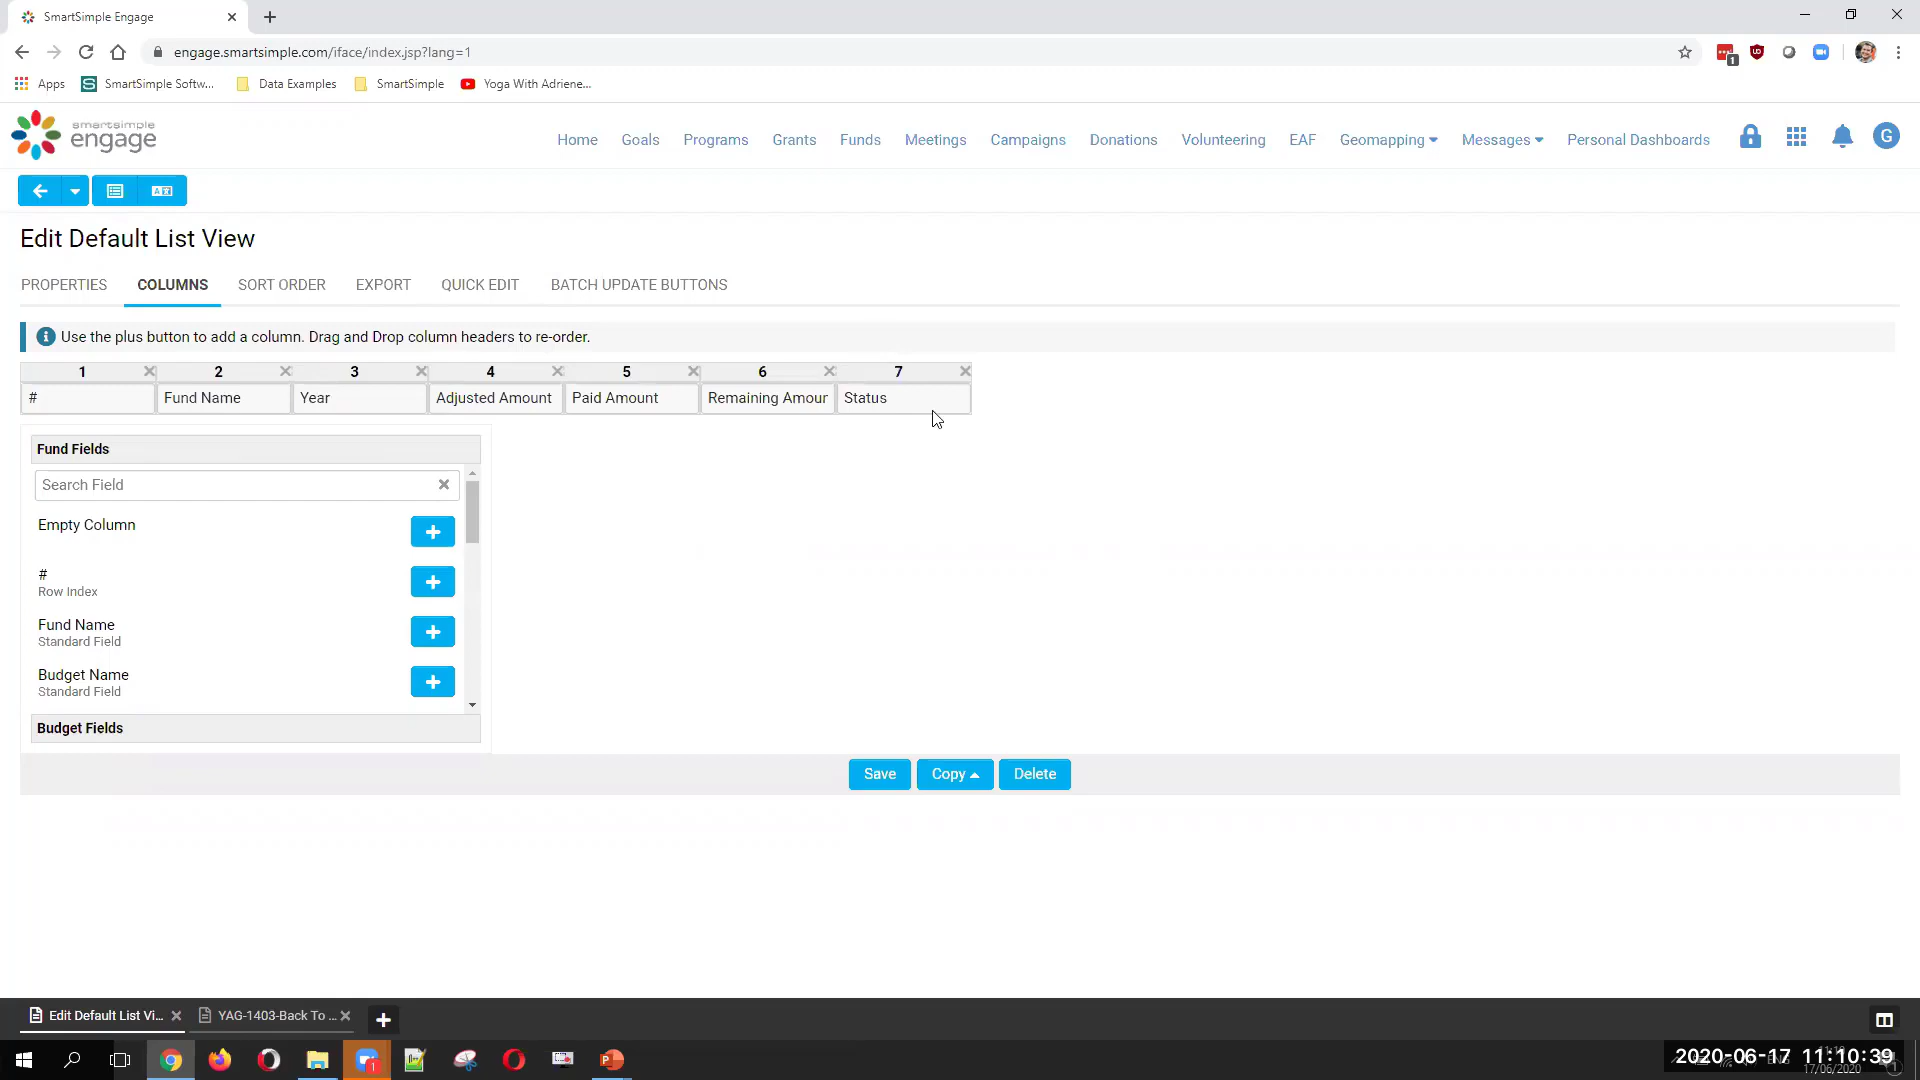 SmartSimple Engage
engage.smartsimple.com/iface/index.jsp?lang=1
1
Apps SmartSimple Softw... Data Examples SmartSimple Yoga With Adriene...
smartsimple
engage
Home Goals Programs Grants Funds Meetings Campaigns Donations Volunteering EAF Geomapping Messages Personal Dashboards G
Edit Default List View
PROPERTIES COLUMNS SORT ORDER EXPORT QUICK EDIT BATCH UPDATE BUTTONS
Use the plus button to add a column. Drag and Drop column headers to re-order.
1 2 3 4 5 6 7
# Fund Name Year Adjusted Amount Paid Amount Remaining Amour Status
Fund Fields
Search Field
Empty Column
#
Row Index
Fund Name
Standard Field
Budget Name
Standard Field
Budget Fields
Save Copy Delete
Edit Default List Vi... YAG-1403-Back To ...
2020-06-17 11:10:39
17/06/2020